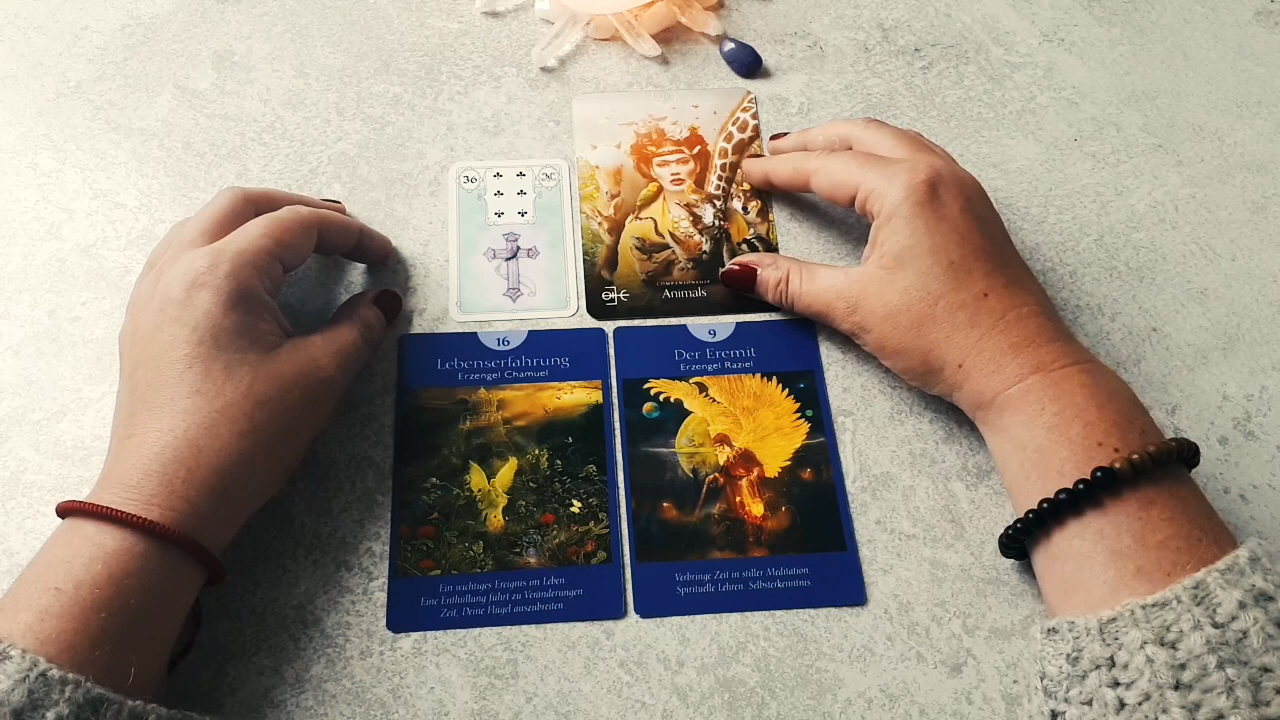 36
COMPANIONSHIP
Animals
16
Lebenserfahrung
Erzengel Chamuel
Ein wichtiges Ereignis im Leben.
Eine Enthüllung führt zu Veränderungen.
Zeit, Deine Flügel auszubreiten.
9
Der Eremit
Erzengel Raziel
Verbringe Zeit in stiller Meditation.
Spirituelle Lehren. Selbsterkenntnis.